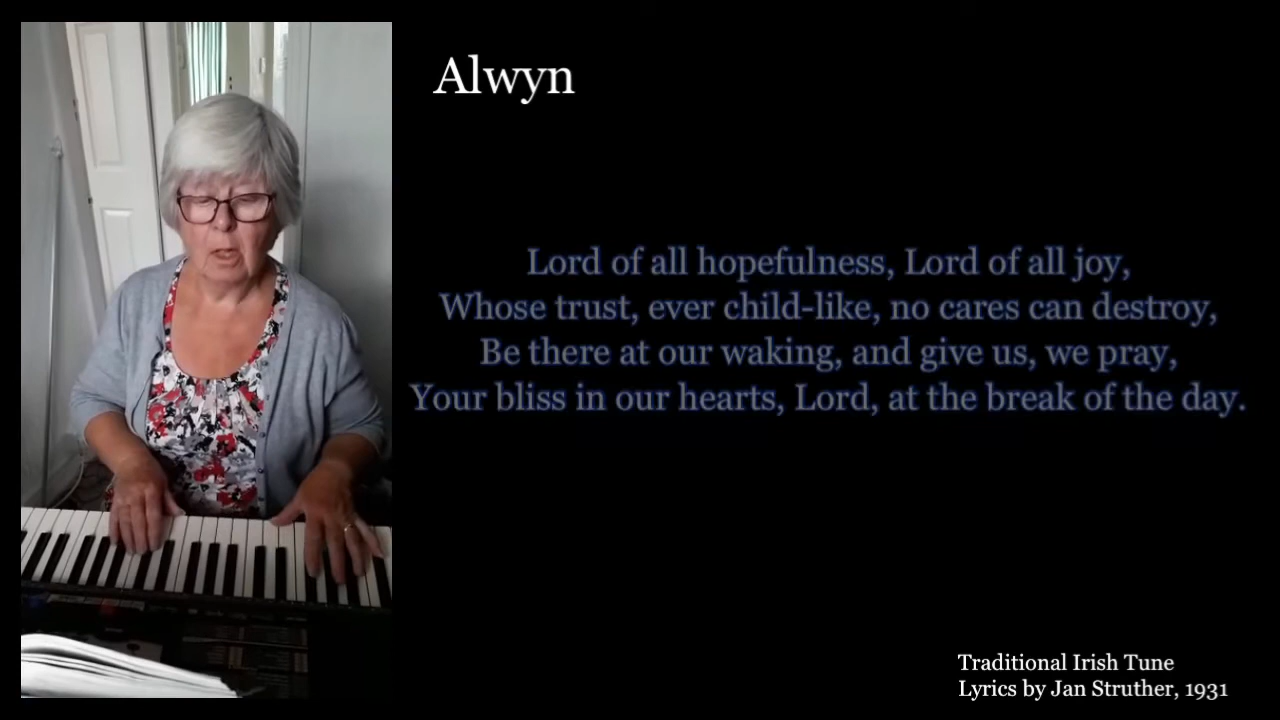 Alwyn
Lord of all hopefulness, Lord of all joy,
Whose trust, ever child-like, no cares can destroy,
Be there at our waking, and give us, we pray,
Your bliss in our hearts, Lord, at the break of the day.
Traditional Irish Tune
Lyrics by Jan Struther, 1931